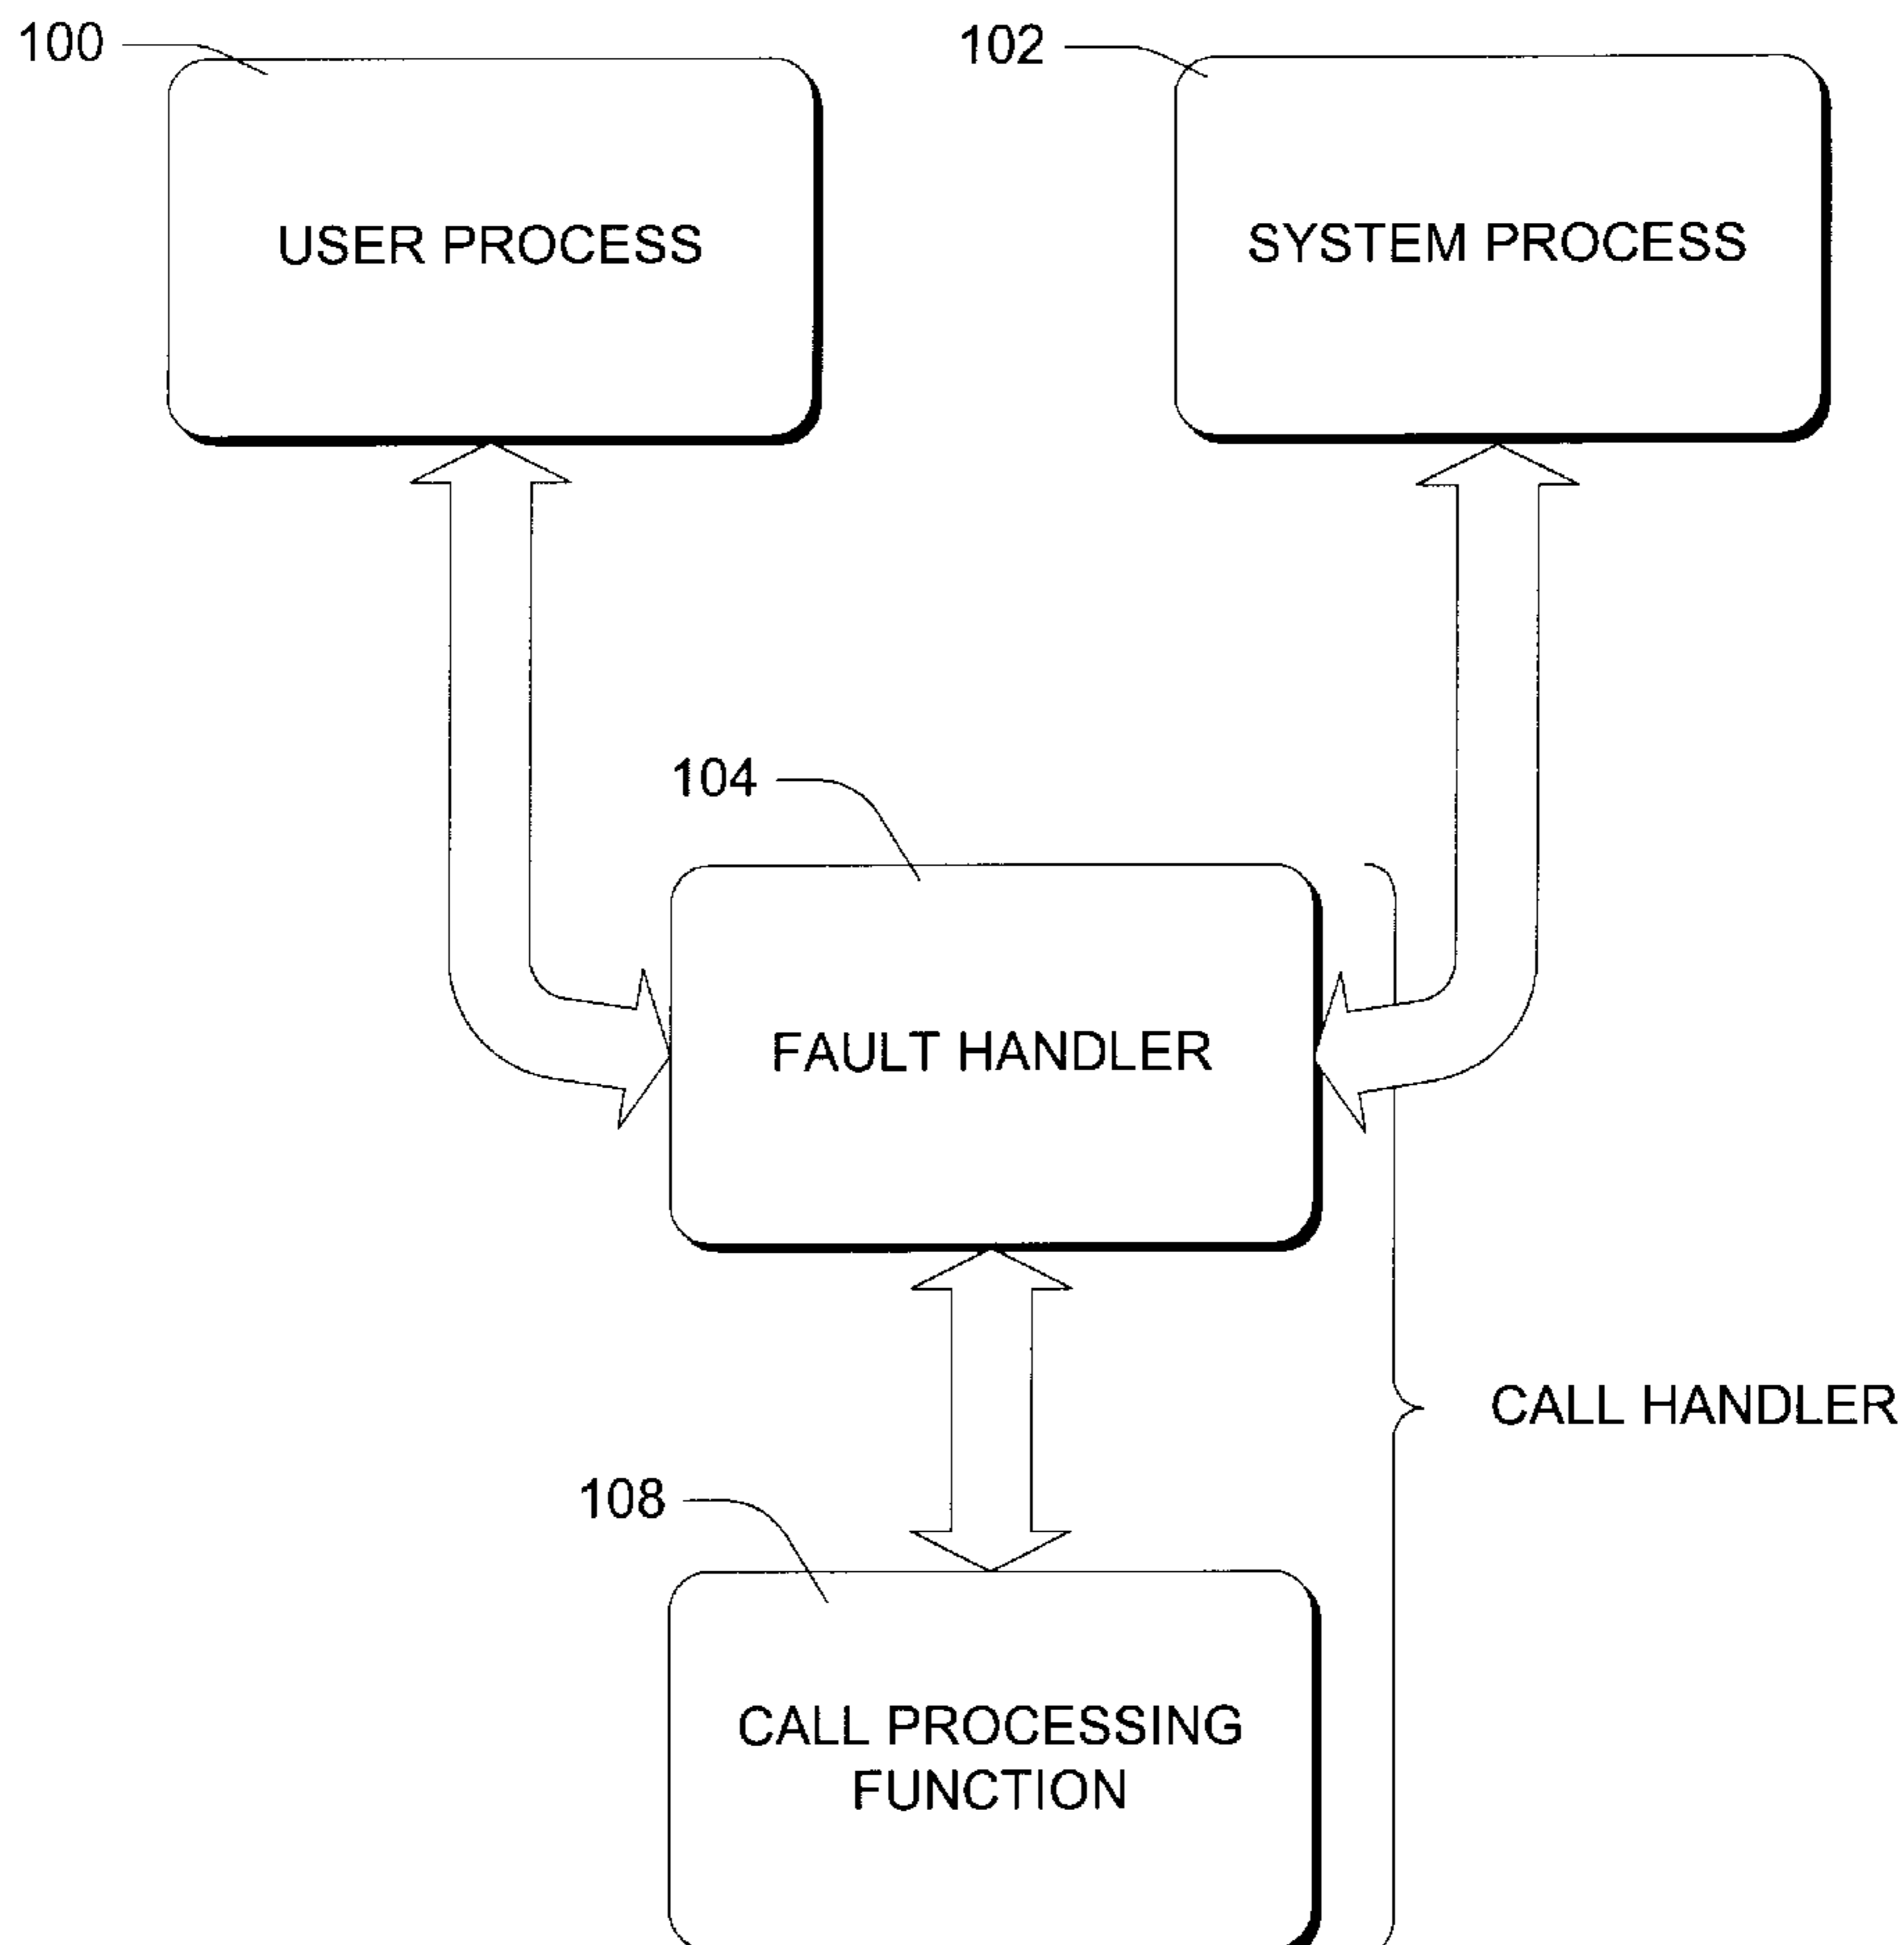 100
102
USER PROCESS
SYSTEM PROCESS
104
FAULT HANDLER
CALL HANDLER
108
CALL PROCESSING
FUNCTION